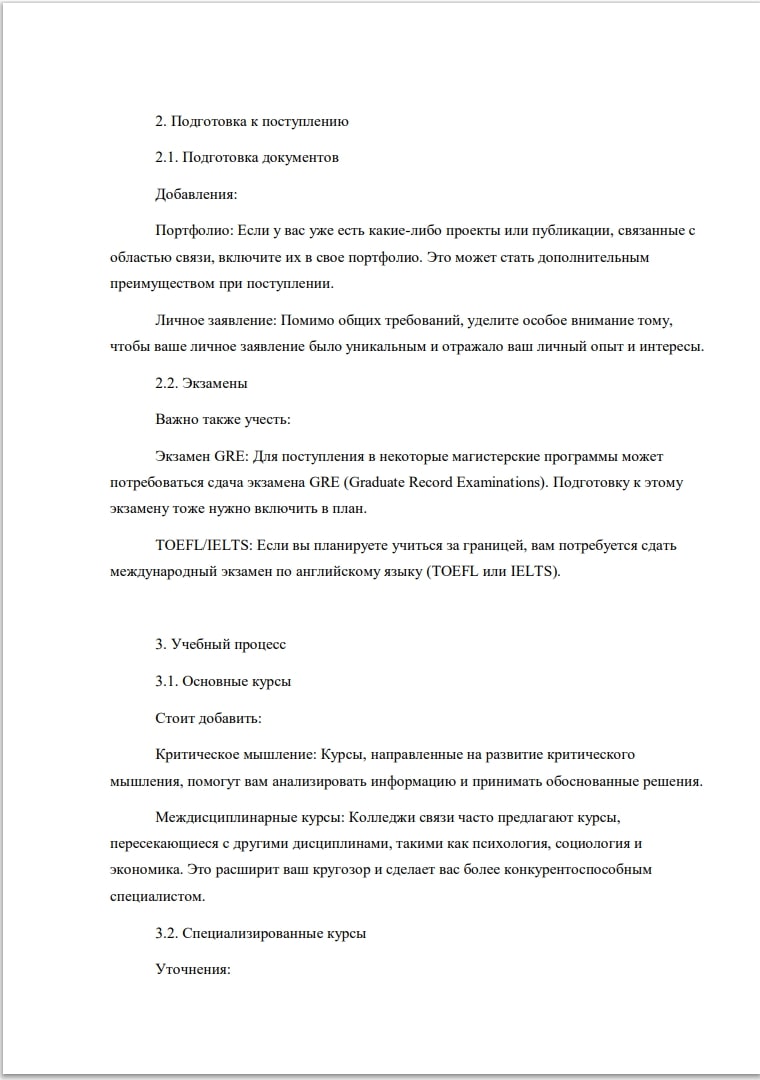 2. Подготовка к поступлению
2.1. Подготовка документов
Добавления:
Портфолио: Если у вас уже есть какие-либо проекты или публикации, связанные с
областью связи, включите их в свое портфолио. Это может стать дополнительным
преимуществом при поступлении.
Личное заявление: Помимо общих требований, уделите особое внимание тому,
чтобы ваше личное заявление было уникальным и отражало ваш личный опыт и интересы.
2.2. Экзамены
Важно также учесть:
Экзамен GRE: Для поступления в некоторые магистерские программы может
потребоваться сдача экзамена GRE (Graduate Record Examinations). Подготовку к этому
экзамену тоже нужно включить в план.
TOEFL/IELTS: Если вы планируете учиться за границей, вам потребуется сдать
международный экзамен по английскому языку (TOEFL или IELTS).
3. Учебный процесс
3.1. Основные курсы
Стоит добавить:
Критическое мышление: Курсы, направленные на развитие критического
мышления, помогут вам анализировать информацию и принимать обоснованные решения.
Междисциплинарные курсы: Колледжи связи часто предлагают курсы,
пересекающиеся с другими дисциплинами, такими как психология, социология и
экономика. Это расширит ваш кругозор и сделает вас более конкурентоспособным
специалистом.
3.2. Специализированные курсы
Уточнения: